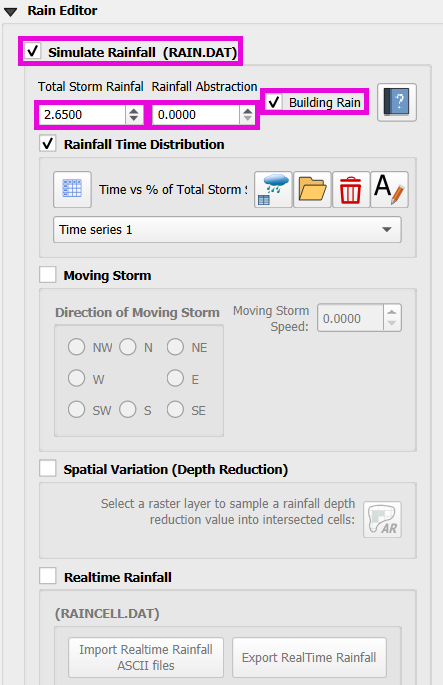 Rain Editor
Simulate Rainfall (RAIN.DAT)
Total Storm Rainfal Rainfall Abstraction
2.6500 0.0000 Building Rain ?
Rainfall Time Distribution
Time vs % of Total Storm S A
Time series 1
Moving Storm
Direction of Moving Storm
Moving Storm
Speed: 0.0000
NW N NE
W E
SW S SE
Spatial Variation (Depth Reduction)
Select a raster layer to sample a rainfall depth
reduction value into intersected cells: AR
Realtime Rainfall
(RAINCELL.DAT)
Import Realtime Rainfall
ASCII files
Export RealTime Rainfall